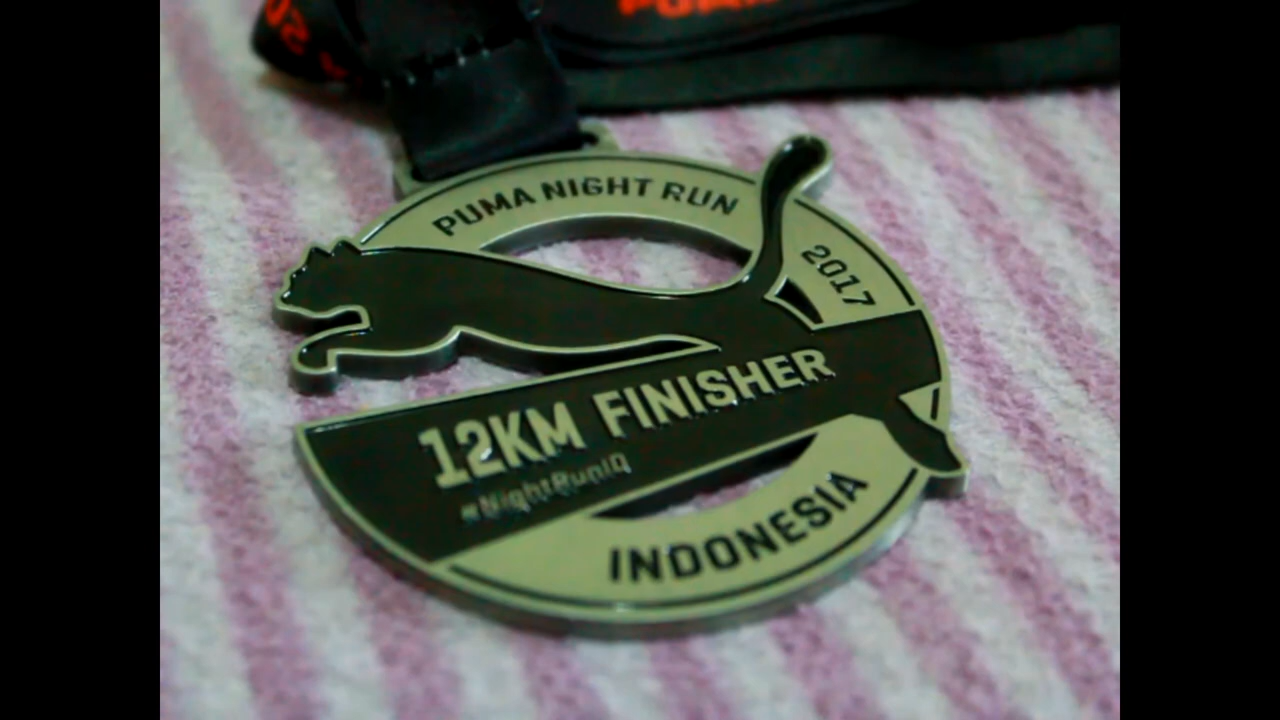 PUMA NIGHT RUN
2017
12KM FINISHER
#NightRunID
INDONESIA